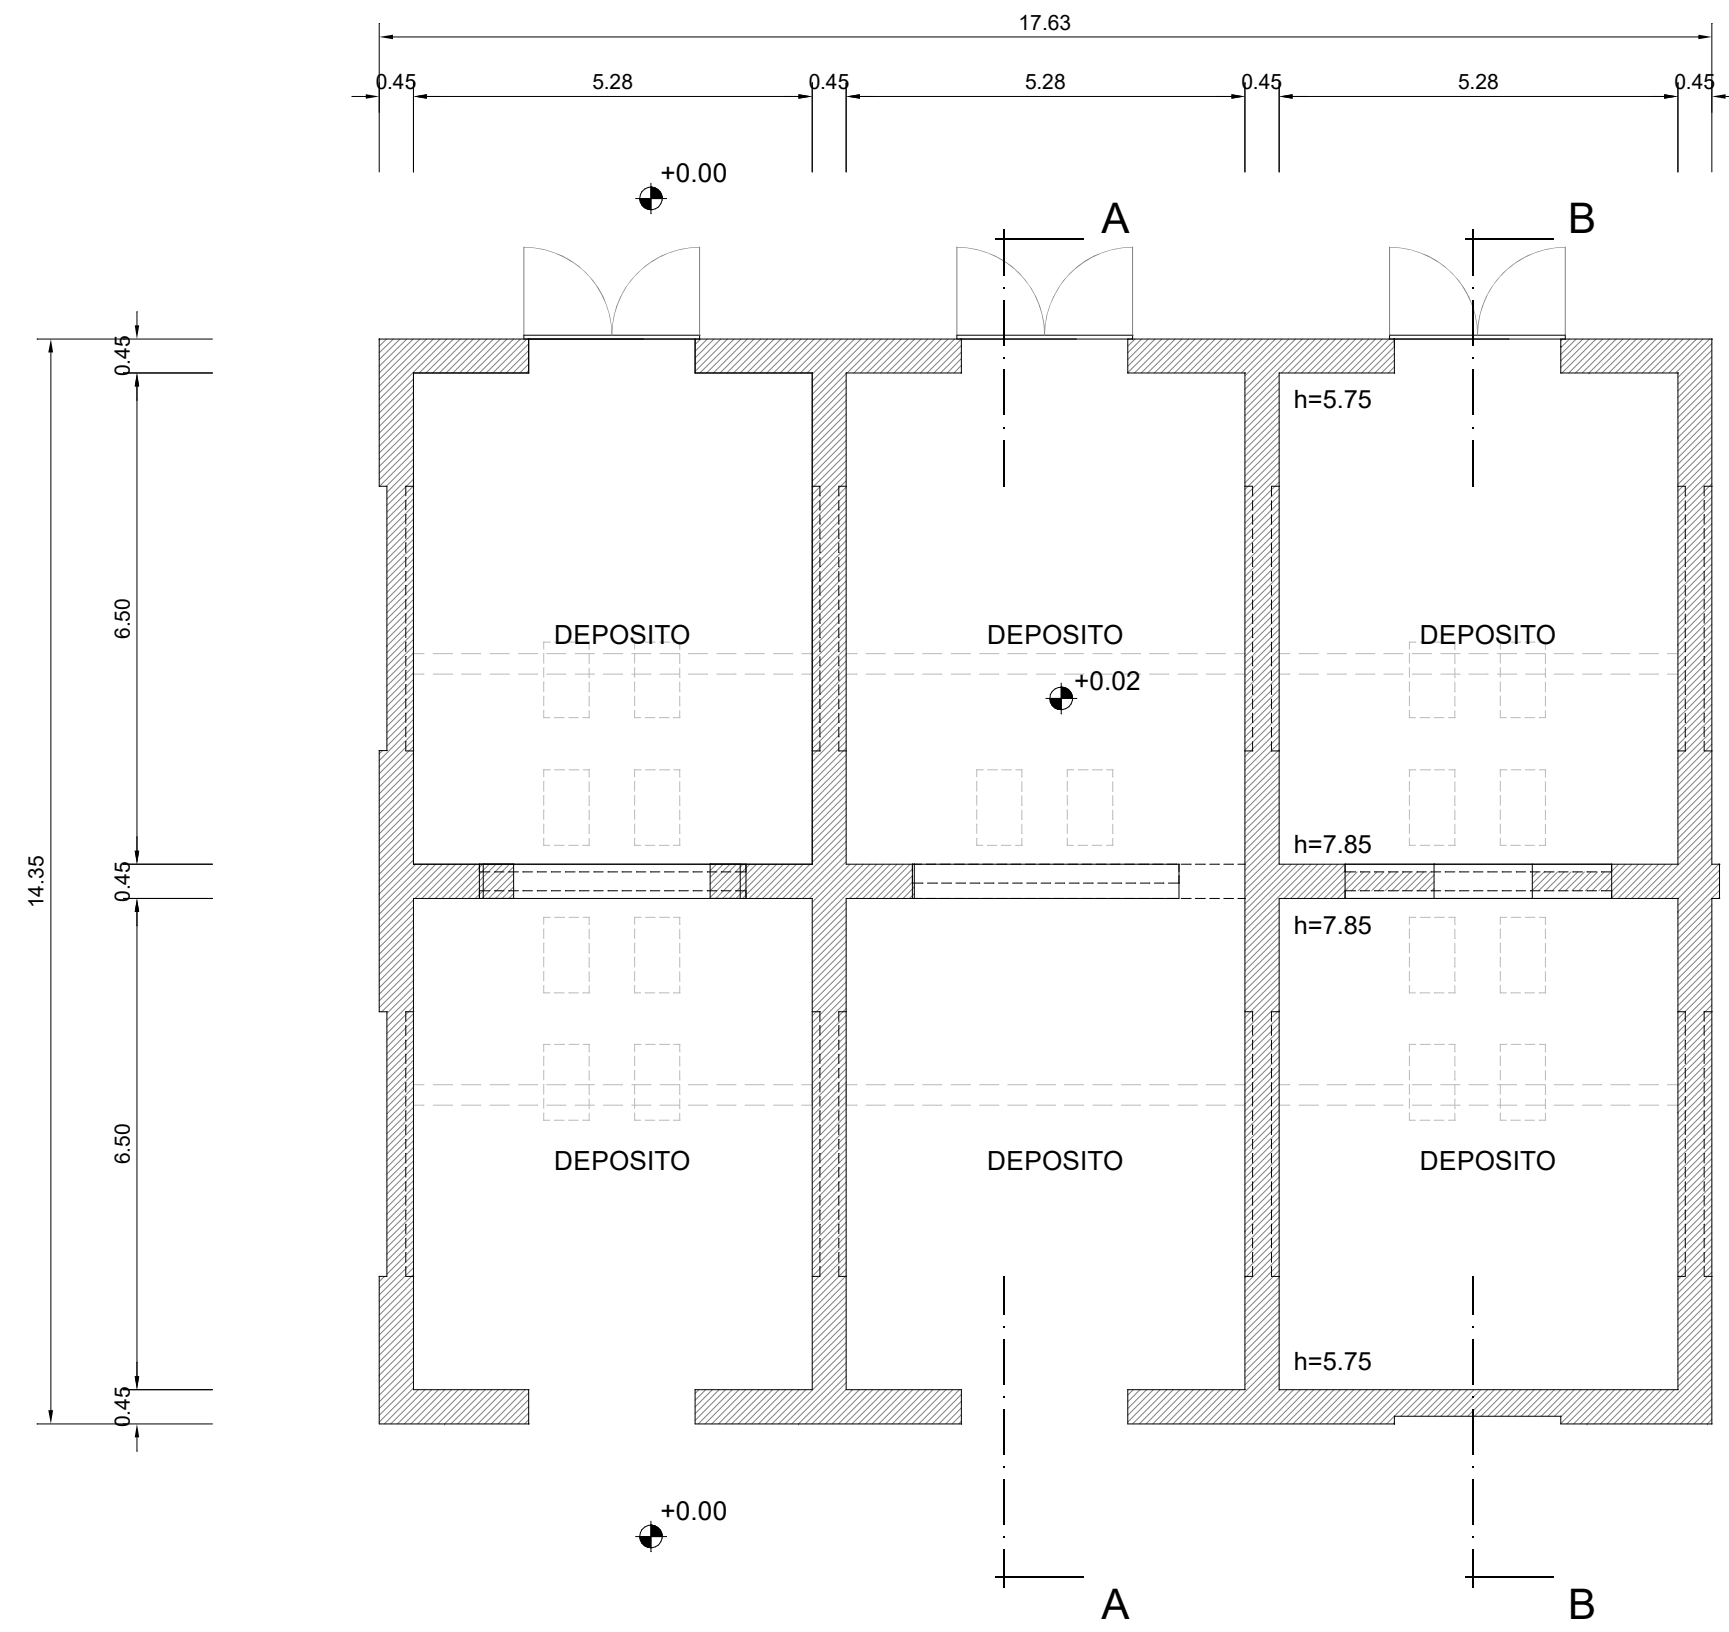 17.63
0.45 5.28 0.45 5.28 0.45 5.28 0.45
+0.00
A B
0.45
h=5.75
6.50
DEPOSITO DEPOSITO DEPOSITO
+0.02
h=7.85
14.35
0.45
h=7.85
6.50
DEPOSITO DEPOSITO DEPOSITO
h=5.75
0.45
+0.00
A B